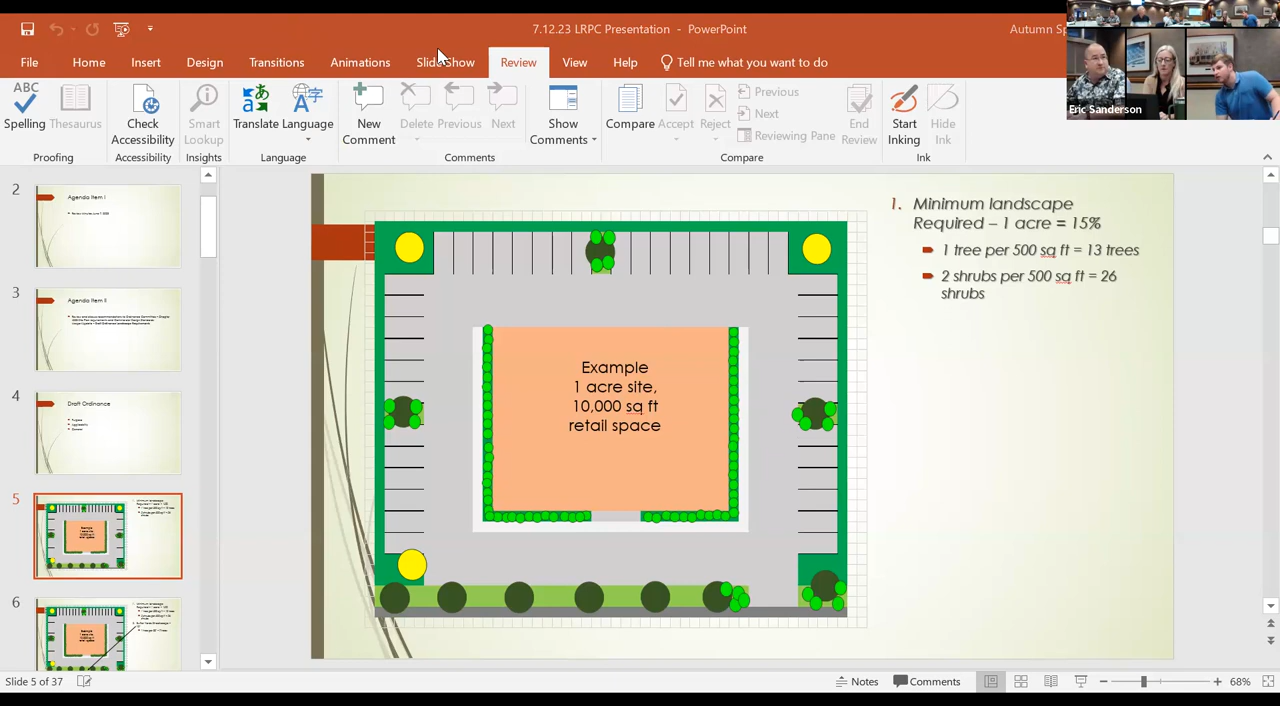 7.12.23 LRPC Presentation - PowerPoint
Autumn Sp
File Home Insert Design Transitions Animations Slide Show Review View Help Tell me what you want to do
Eric Sanderson
ABC
Spelling
Thesaurus
Check
Accessibility
Smart
Lookup
Translate
Language
New
Comment
Delete
Previous
Next
Show
Comments
Compare
Accept
Reject
Previous
Next
Reviewing Pane
End
Review
Start
Inking
Hide
Ink
Proofing
Accessibility
Insights
Language
Comments
Compare
Ink
2
Agenda Item I
3
Agenda Item II
4
Draft Ordinance
5
6
Example
1 acre site,
10,000 sq ft
retail space
1. Minimum landscape
Required – 1 acre = 15%
1 tree per 500 sq ft = 13 trees
2 shrubs per 500 sq ft = 26
shrubs
Slide 5 of 37
Notes
Comments
68%